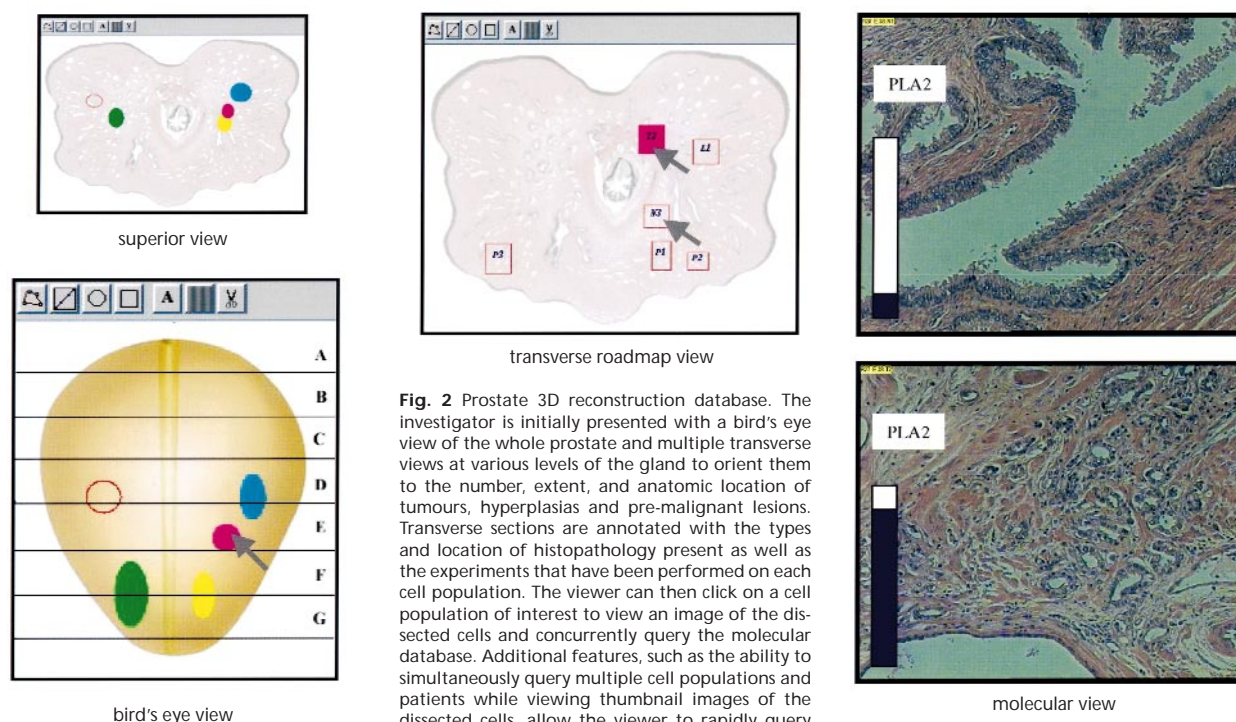 A
superior view
A
A
B
C
D
E
F
G
bird's eye view
A
L1
N3
P3
P1
P2
transverse roadmap view
Fig. 2 Prostate 3D reconstruction database. The
investigator is initially presented with a bird's eye
view of the whole prostate and multiple transverse
views at various levels of the gland to orient them
to the number, extent, and anatomic location of
tumours, hyperplasias and pre-malignant lesions.
Transverse sections are annotated with the types
and location of histopathology present as well as
the experiments that have been performed on each
cell population. The viewer can then click on a cell
population of interest to view an image of the dis-
sected cells and concurrently query the molecular
database. Additional features, such as the ability to
simultaneously query multiple cell populations and
patients while viewing thumbnail images of the
dissected cells, allow the viewer to rapidly query
PLA2
PLA2
molecular view